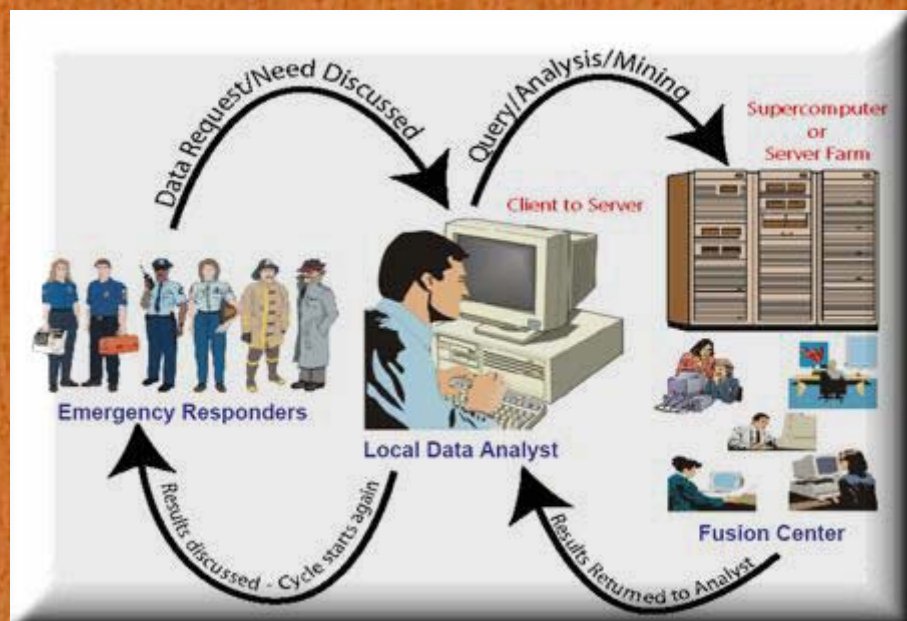 Data Request/Need Discussed
Query/Analysis/Mining
Supercomputer
or
Server Farm
Client to Server
Emergency Responders
Local Data Analyst
Fusion Center
Results discussed - Cycle starts again
Results Returned to Analyst